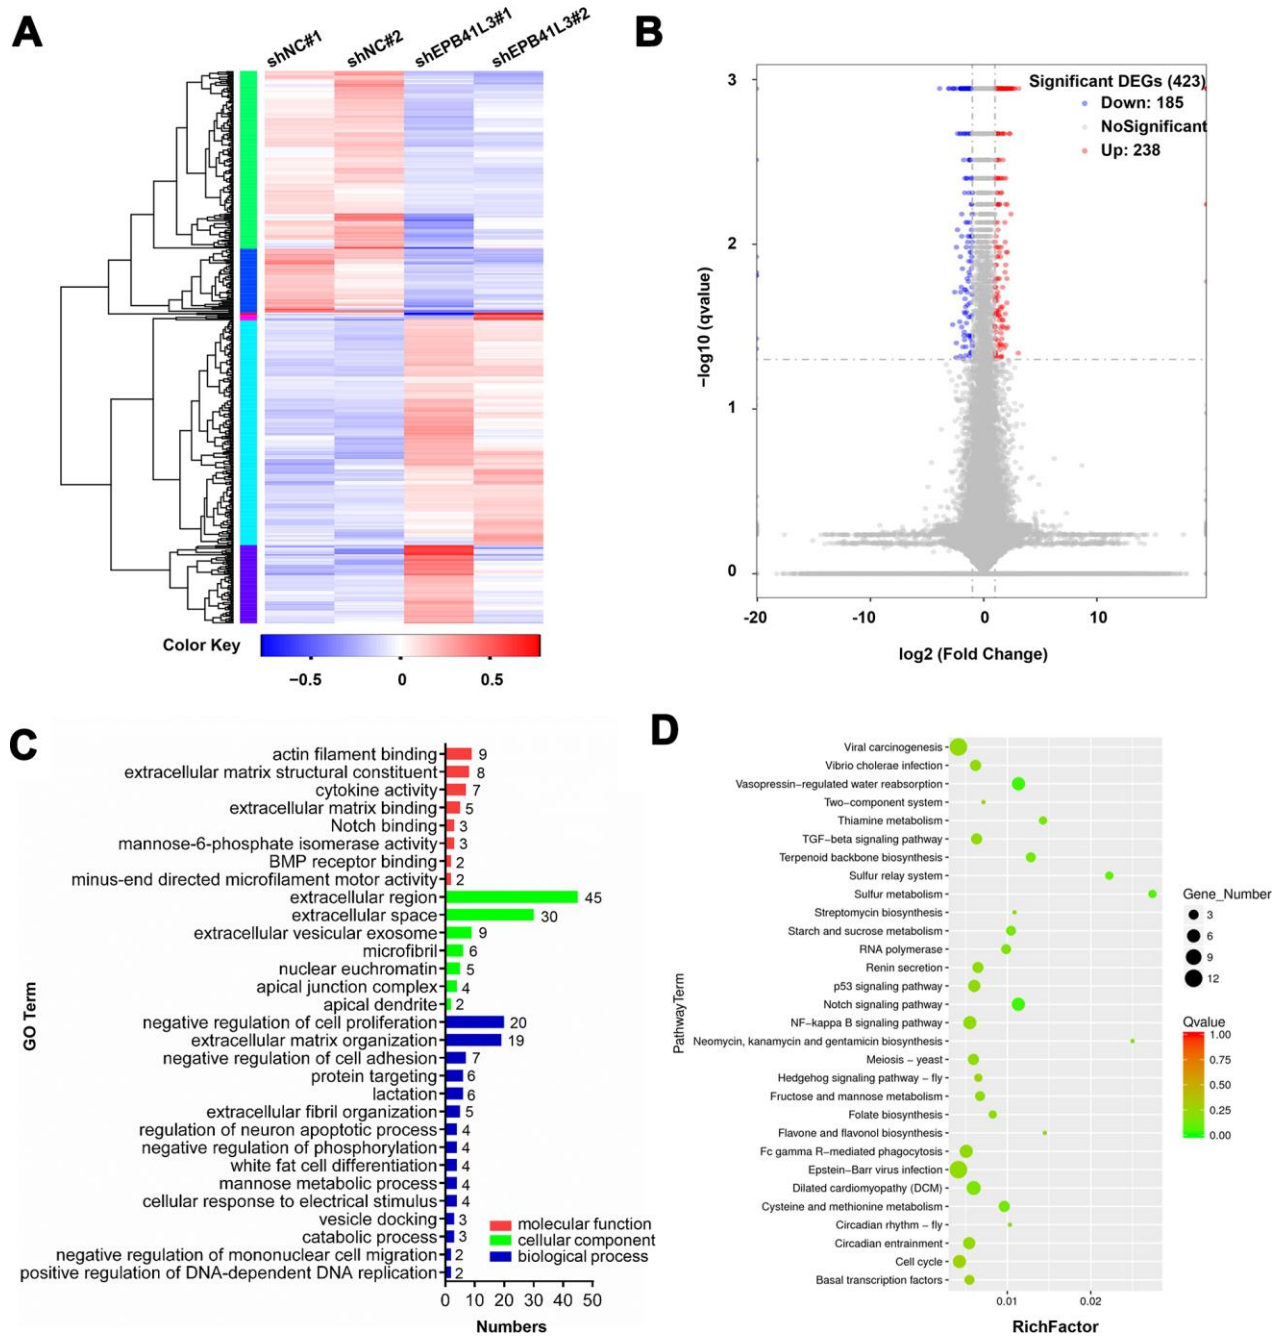 A
shNC#1
shNC#2
shEPB41L3#1
shEPB41L3#2
Color Key
−0.5
0
0.5
B
3
2
1
0
−log10 (qvalue)
Significant DEGs (423)
Down: 185
NoSignificant
Up: 238
-20
-10
0
10
log2 (Fold Change)
C
GO Term
actin filament binding 9
extracellular matrix structural constituent 8
cytokine activity 7
extracellular matrix binding 5
Notch binding 3
mannose-6-phosphate isomerase activity 3
BMP receptor binding 2
minus-end directed microfilament motor activity 2
extracellular region 45
extracellular space 30
extracellular vesicular exosome 9
microfibril 6
nuclear euchromatin 5
apical junction complex 4
apical dendrite 2
negative regulation of cell proliferation 20
extracellular matrix organization 19
negative regulation of cell adhesion 7
protein targeting 6
lactation 6
extracellular fibril organization 5
regulation of neuron apoptotic process 4
negative regulation of phosphorylation 4
white fat cell differentiation 4
mannose metabolic process 4
cellular response to electrical stimulus 4
vesicle docking 3
catabolic process 3
negative regulation of mononuclear cell migration 2
positive regulation of DNA-dependent DNA replication 2
molecular function
cellular component
biological process
0 10 20 30 40 50
Numbers
D
PathwayTerm
Viral carcinogenesis
Vibrio cholerae infection
Vasopressin−regulated water reabsorption
Two−component system
Thiamine metabolism
TGF−beta signaling pathway
Terpenoid backbone biosynthesis
Sulfur relay system
Sulfur metabolism
Streptomycin biosynthesis
Starch and sucrose metabolism
RNA polymerase
Renin secretion
p53 signaling pathway
Notch signaling pathway
NF−kappa B signaling pathway
Neomycin, kanamycin and gentamicin biosynthesis
Meiosis − yeast
Hedgehog signaling pathway − fly
Fructose and mannose metabolism
Folate biosynthesis
Flavone and flavonol biosynthesis
Fc gamma R−mediated phagocytosis
Epstein−Barr virus infection
Dilated cardiomyopathy (DCM)
Cysteine and methionine metabolism
Circadian rhythm − fly
Circadian entrainment
Cell cycle
Basal transcription factors
0.01
0.02
RichFactor
Gene_Number
3
6
9
12
Qvalue
1.00
0.75
0.50
0.25
0.00